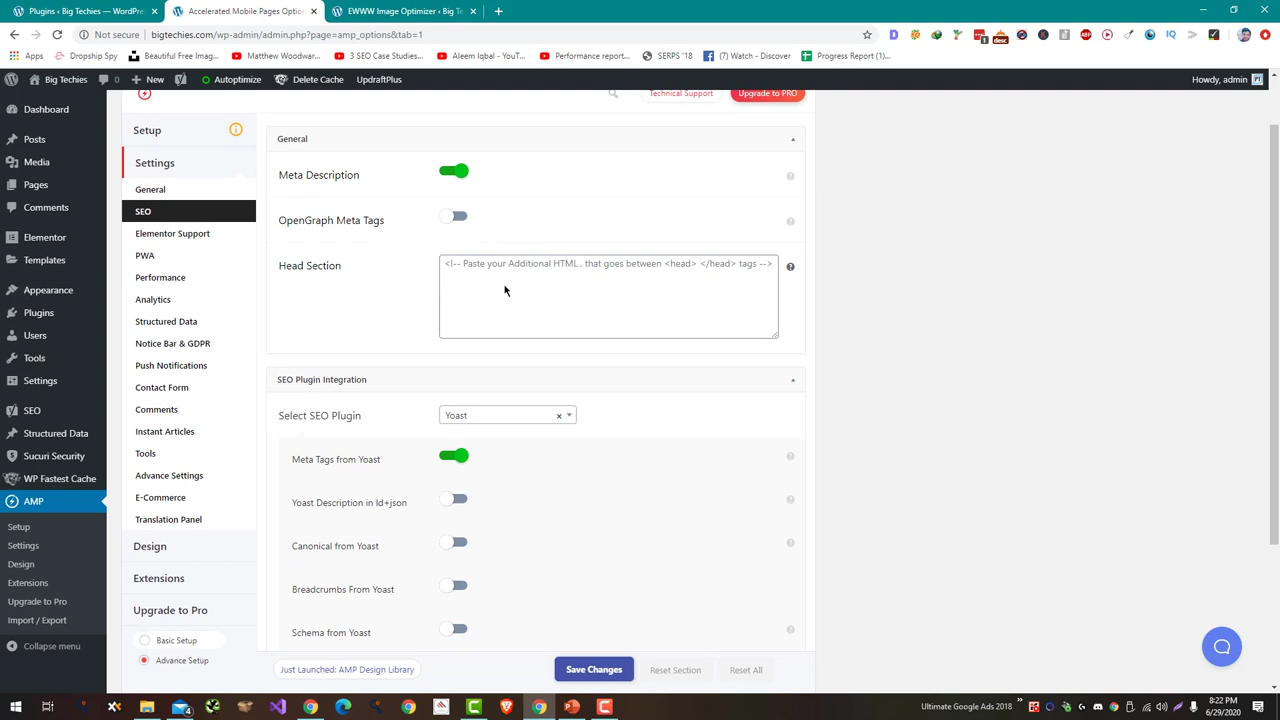 Plugins ‹ Big Techies — WordPre
Accelerated Mobile Pages Optio
EWWW Image Optimizer ‹ Big Tec
Not secure
bigtechies.com/wp-admin/admin.php?page=amp_options&tab=1
Apps
Dropship Spy
Beautiful Free Imag...
Matthew Woodwar...
3 SEO Case Studies...
Aleem Iqbal - YouT...
Performance report...
SERPS '18
(7) Watch - Discover
Progress Report (1)...
Big Techies
0
New
Autoptimize
Delete Cache
UpdraftPlus
Howdy, admin
Dashboard
Posts
Media
Pages
Comments
Elementor
Templates
Appearance
Plugins
Users
Tools
Settings
SEO
Structured Data
Sucuri Security
WP Fastest Cache
AMP
Setup
Settings
Design
Extensions
Upgrade to Pro
Import / Export
Collapse menu
Technical Support
Upgrade to PRO
Setup
Settings
General
SEO
Elementor Support
PWA
Performance
Analytics
Structured Data
Notice Bar & GDPR
Push Notifications
Contact Form
Comments
Instant Articles
Tools
Advance Settings
E-Commerce
Translation Panel
Design
Extensions
Upgrade to Pro
Basic Setup
Advance Setup
General
Meta Description
OpenGraph Meta Tags
Head Section
<!-- Paste your Additional HTML , that goes between <head> </head> tags -->
SEO Plugin Integration
Select SEO Plugin
Yoast
Meta Tags from Yoast
Yoast Description in ld+json
Canonical from Yoast
Breadcrumbs From Yoast
Schema from Yoast
Just Launched: AMP Design Library
Save Changes
Reset Section
Reset All
Ultimate Google Ads 2018
8:22 PM
6/29/2020